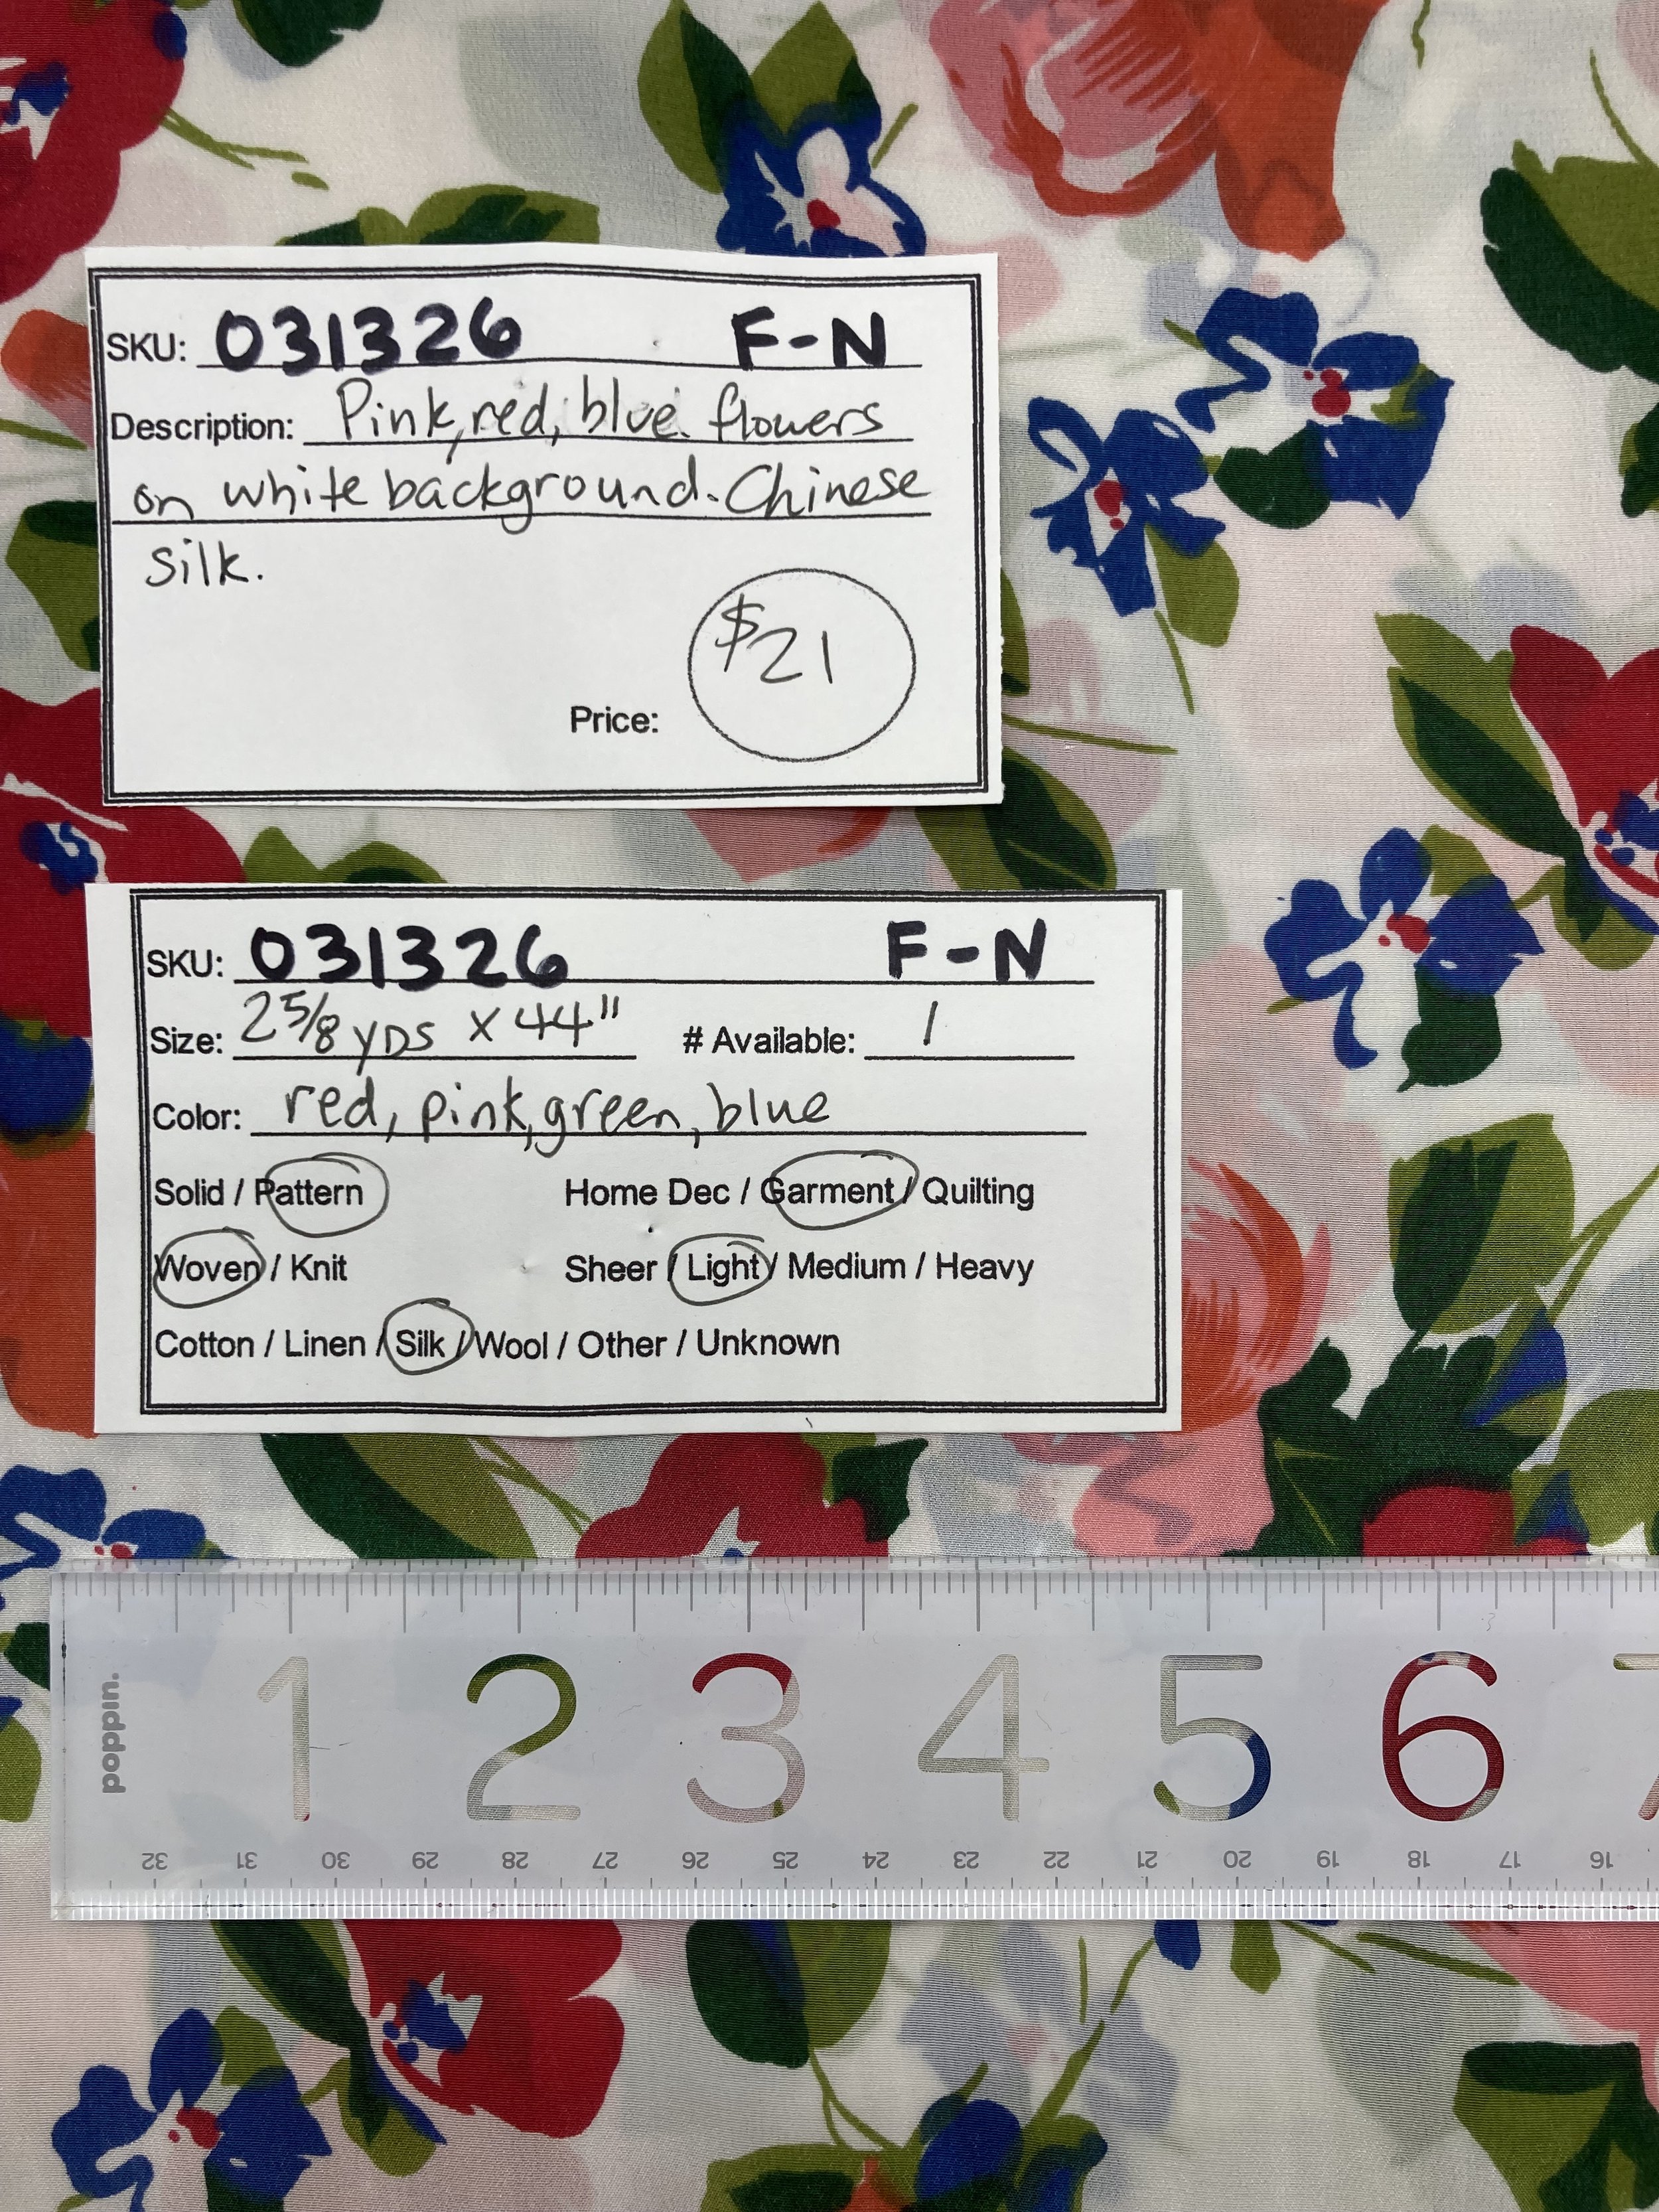 SKU: 031326 F-N
Description: Pink, red, blue flowers
on white background. Chinese
silk.
$21
Price:
SKU: 031326 F-N
Size: 2 5/8 YDS X 44" # Available: 1
Color: red, pink, green, blue
Solid / Pattern Home Dec / Garment / Quilting
Woven / Knit Sheer / Light / Medium / Heavy
Cotton / Linen / Silk / Wool / Other / Unknown
poppin.
1 2 3 4 5 6 7
32 31 30 29 28 27 26 25 24 23 22 21 20 19 18 17 16